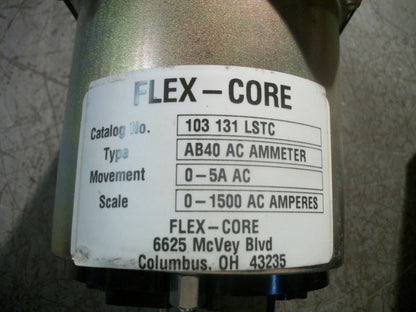 FLEX-CORE
Catalog No. 103 131 LSTC
Type AB40 AC AMMETER
Movement 0-5A AC
Scale 0-1500 AC AMPERES
FLEX-CORE
6625 McVey Blvd
Columbus, OH 43235